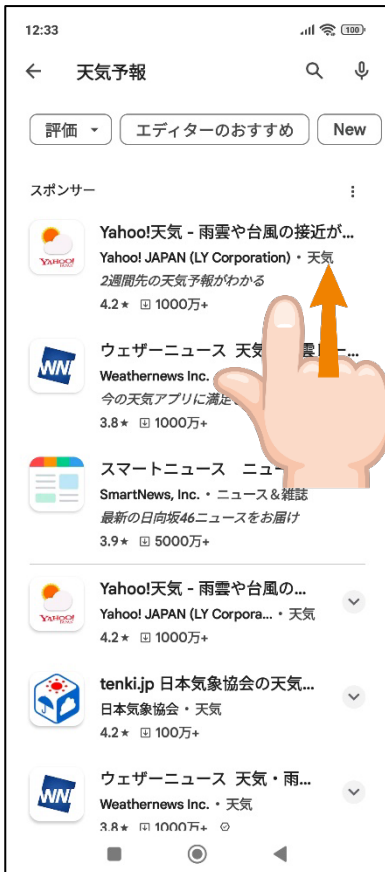 12:33
100
天気予報
評価
エディターのおすすめ
New
スポンサー
Yahoo!天気 - 雨雲や台風の接近が...
Yahoo! JAPAN (LY Corporation)・天気
2週間先の天気予報がわかる
4.2★ 1000万+
YAHOO!
JAPAN
ウェザーニュース 天気
Weathernews Inc.
今の天気アプリに満足
3.8★ 1000万+
WNI
スマートニュース ニュー
SmartNews, Inc.・ニュース＆雑誌
最新の日向坂46ニュースをお届け
3.9★ 5000万+
Yahoo!天気 - 雨雲や台風の...
Yahoo! JAPAN (LY Corpora...・天気
4.2★ 1000万+
YAHOO!
JAPAN
tenki.jp 日本気象協会の天気...
日本気象協会・天気
4.2★ 100万+
ウェザーニュース 天気・雨...
Weathernews Inc.・天気
3.8★ 1000万+
WNI